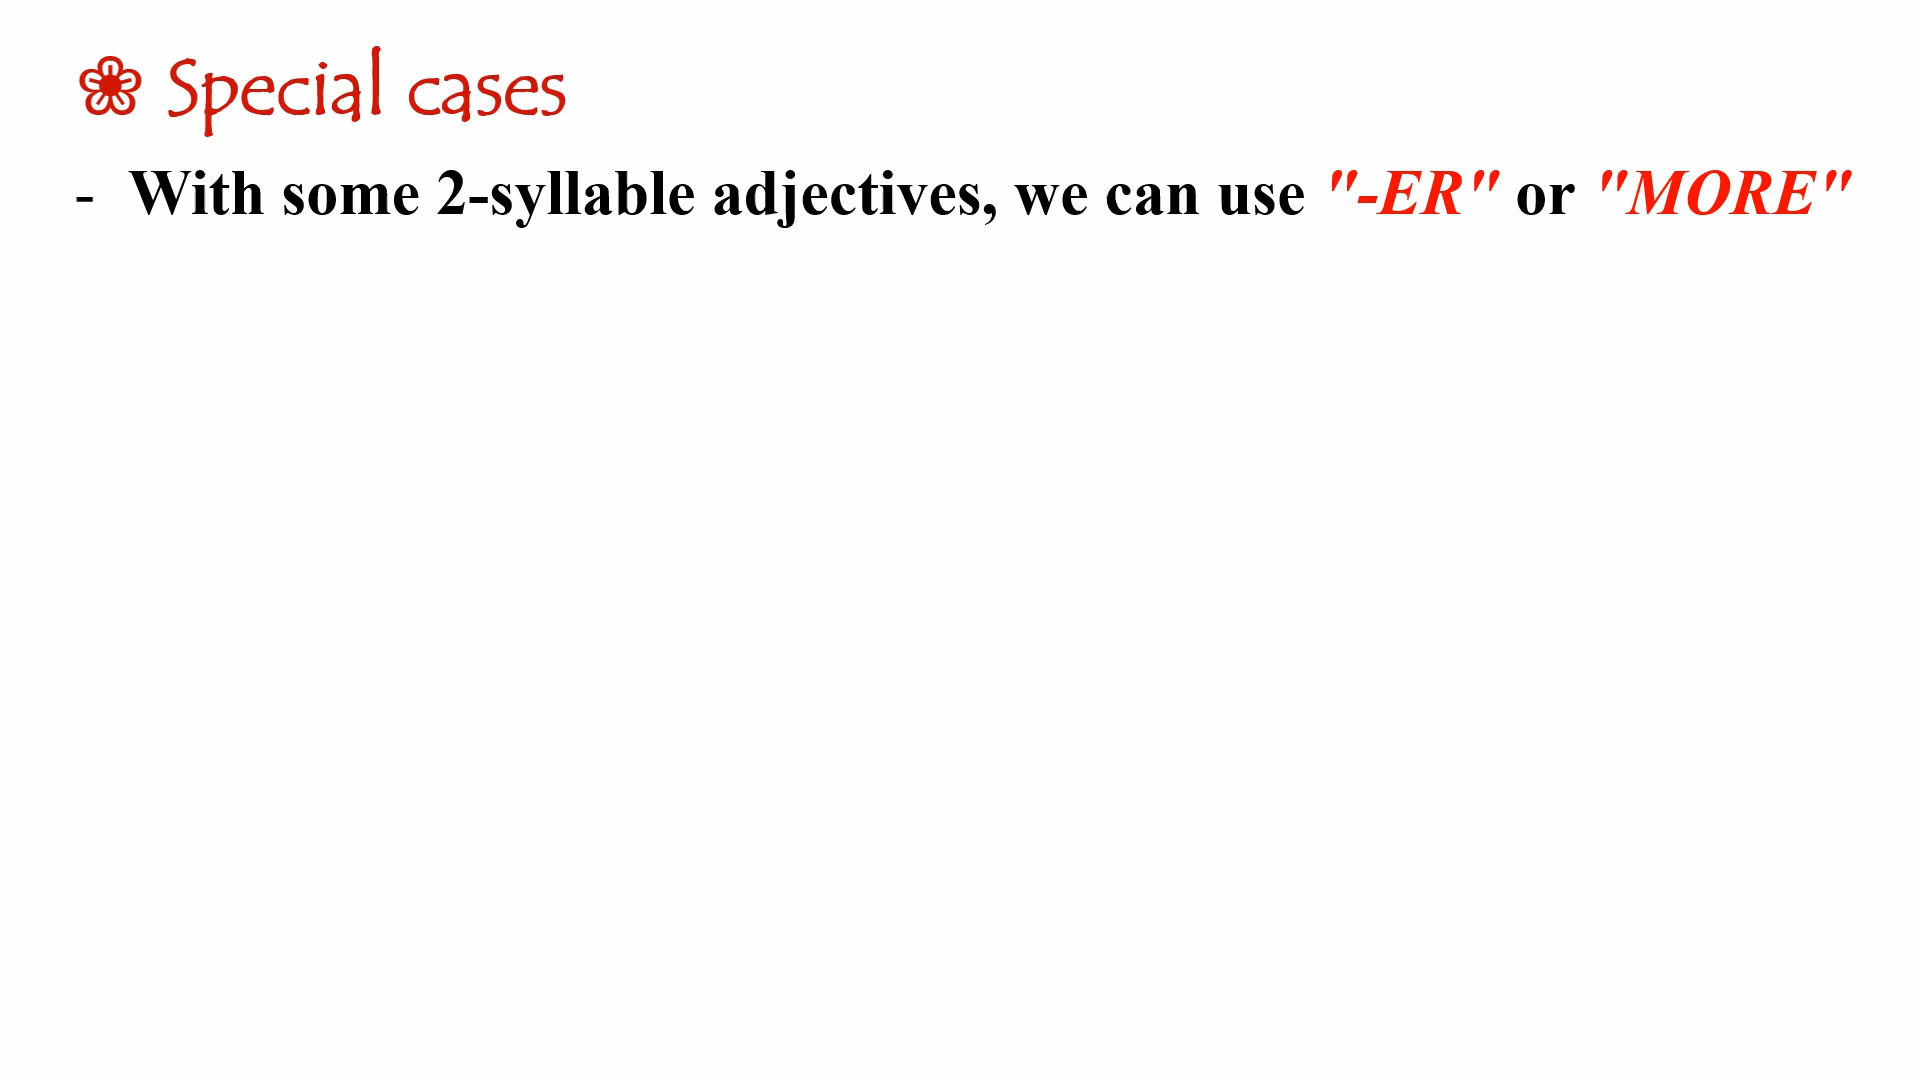 ❀ Special cases
- With some 2-syllable adjectives, we can use "-ER" or "MORE"